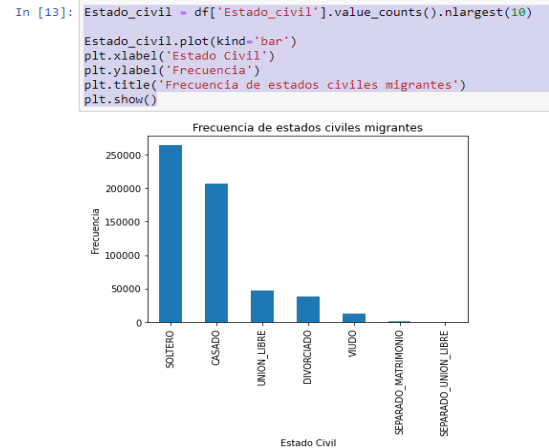 In [13]: Estado_civil = df['Estado_civil'].value_counts().nlargest(10)
Estado_civil.plot(kind='bar')
plt.xlabel('Estado Civil')
plt.ylabel('Frecuencia')
plt.title('Frecuencia de estados civiles migrantes')
plt.show()
Frecuencia de estados civiles migrantes
Frecuencia
250000
200000
150000
100000
50000
0
SOLTERO
CASADO
UNION_LIBRE
DIVORCIADO
VIUDO
SEPARADO_MATRIMONIO
SEPARADO_UNION_LIBRE
Estado Civil